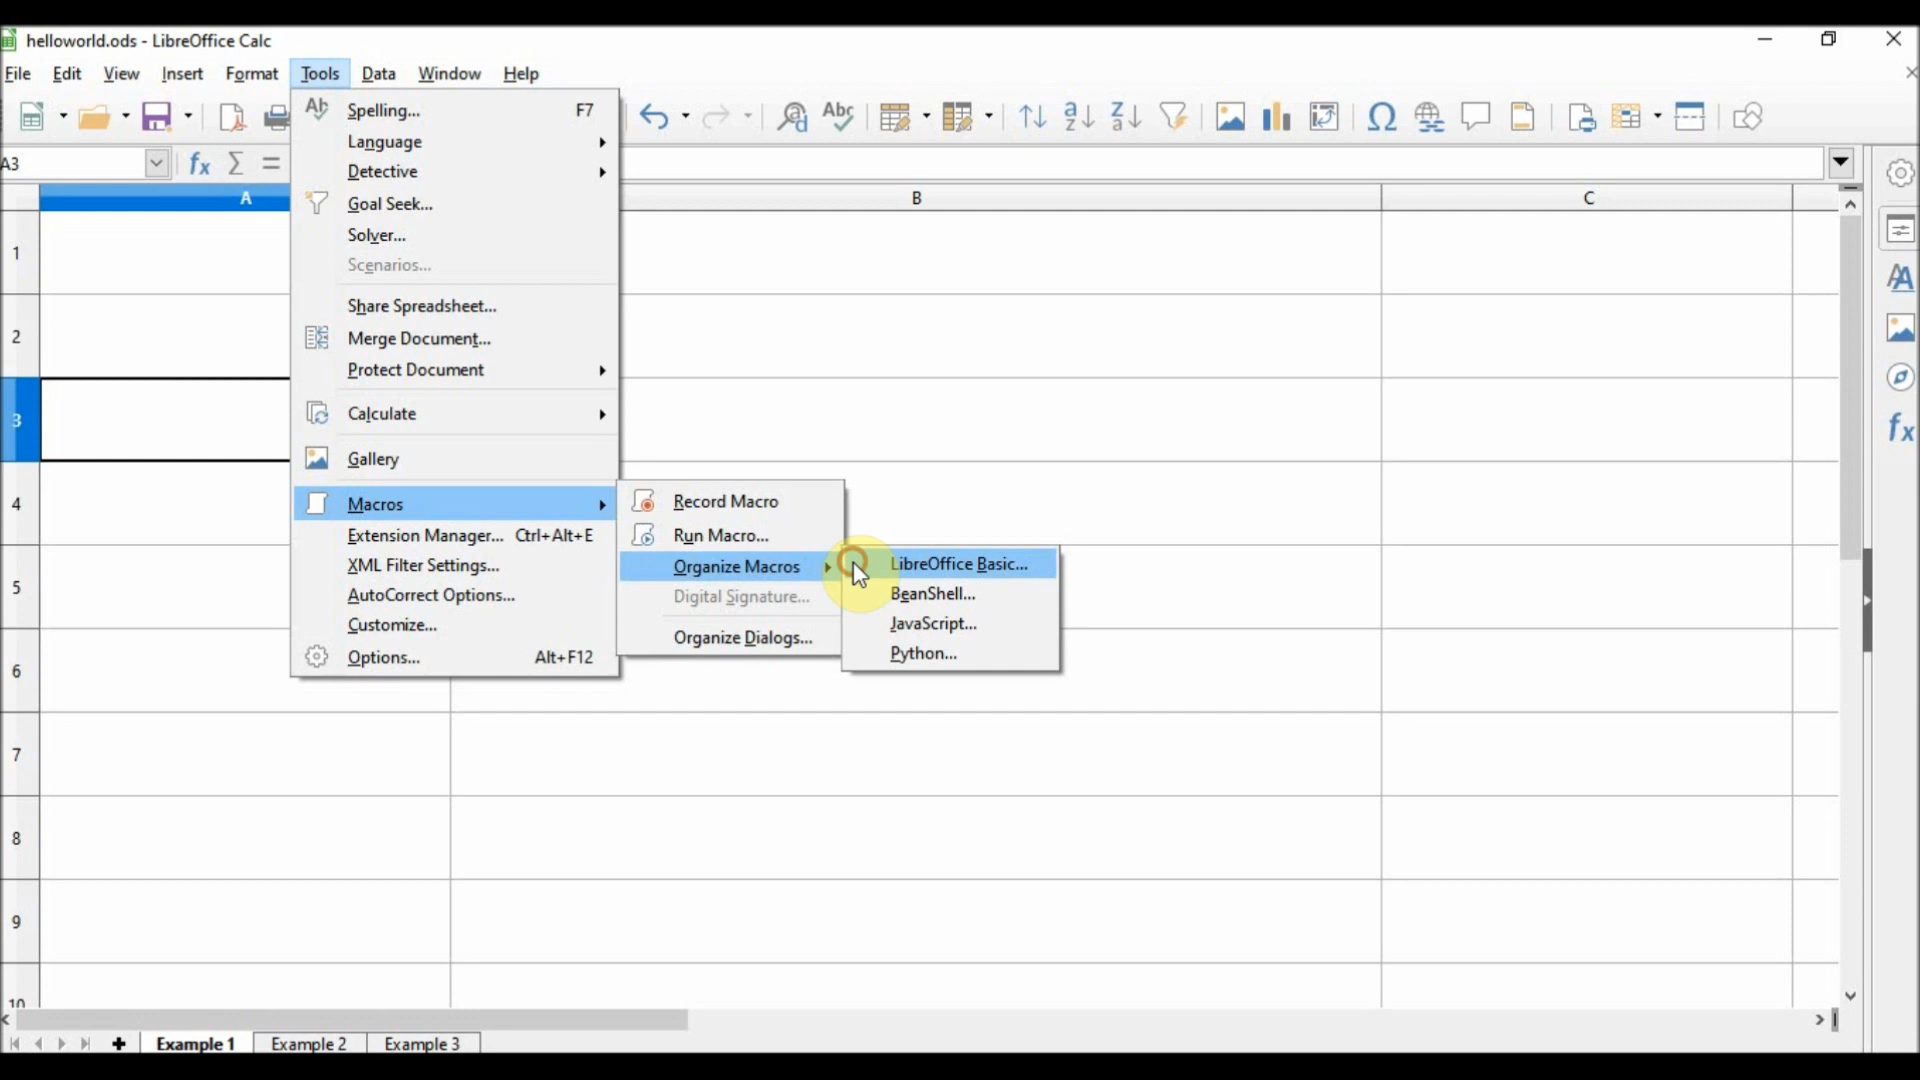 helloworld.ods - LibreOffice Calc
File Edit View Insert Format Tools Data Window Help
Spelling... F7
Language
Detective
Goal Seek...
Solver...
Scenarios...
Share Spreadsheet...
Merge Document...
Protect Document
Calculate
Gallery
Macros
Extension Manager... Ctrl+Alt+E
XML Filter Settings...
AutoCorrect Options...
Customize...
Options... Alt+F12
Record Macro
Run Macro...
Organize Macros
Digital Signature...
Organize Dialogs...
LibreOffice Basic...
BeanShell...
JavaScript...
Python...
Abc
A3
fx Σ =
A B C
1
2
3
4
5
6
7
8
9
10
Example 1 Example 2 Example 3